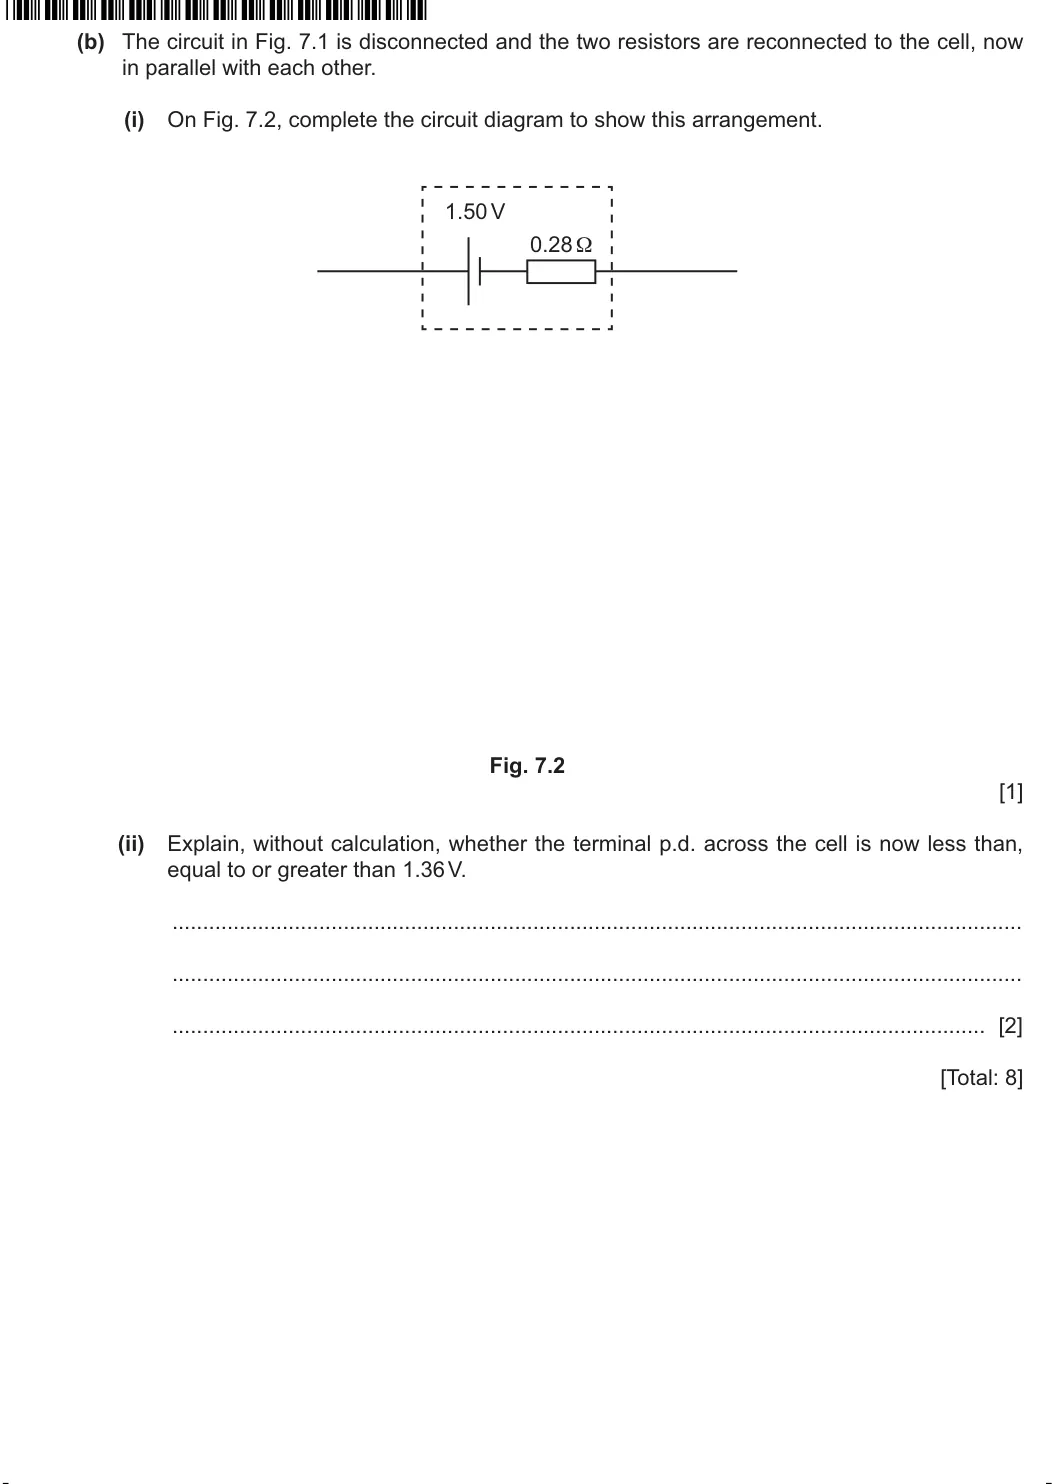 (b) The circuit in Fig. 7.1 is disconnected and the two resistors are reconnected to the cell, now
in parallel with each other.
(i) On Fig. 7.2, complete the circuit diagram to show this arrangement.
1.50 V
0.28 Ω
Fig. 7.2
[1]
(ii) Explain, without calculation, whether the terminal p.d. across the cell is now less than,
equal to or greater than 1.36 V.
..........................................................................................................................................
..........................................................................................................................................
.................................................................................................................................... [2]
[Total: 8]